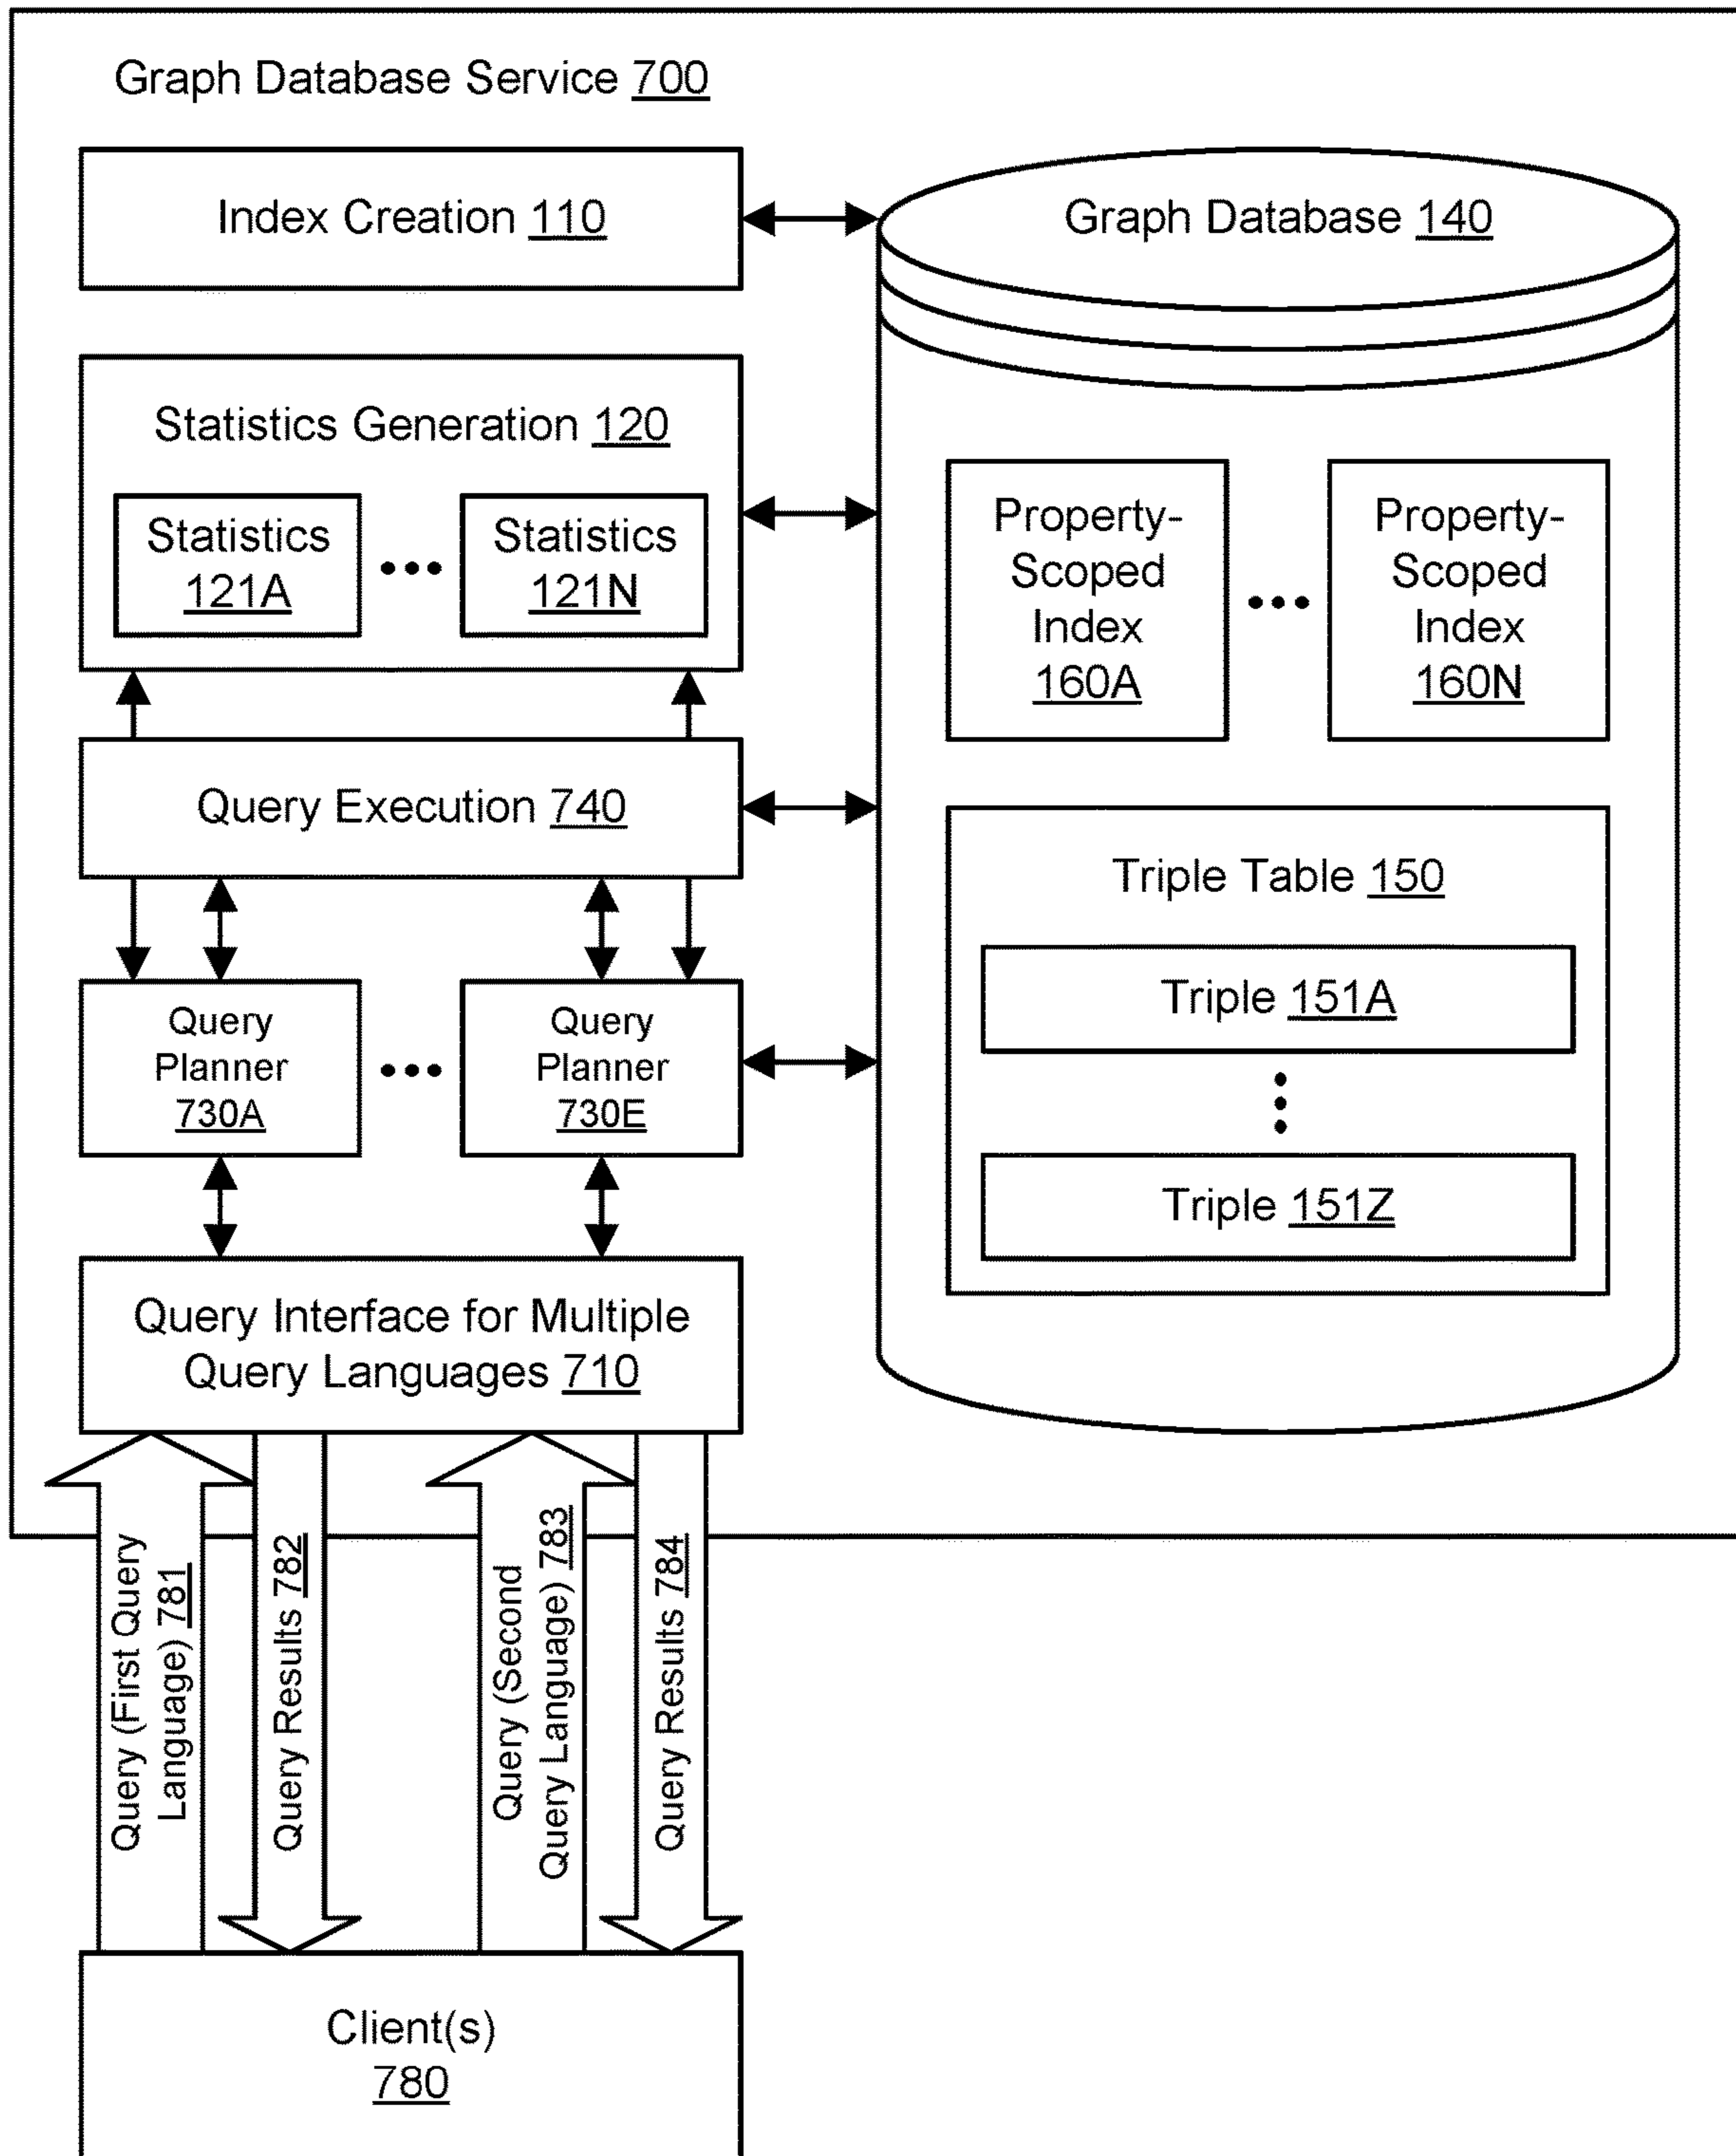 Graph Database Service 700
Index Creation 110
Graph Database 140
Statistics Generation 120
Statistics
121A
Statistics
121N
Property-
Scoped
Index
160A
Property-
Scoped
Index
160N
Query Execution 740
Triple Table 150
Triple 151A
Triple 151Z
Query
Planner
730A
Query
Planner
730E
Query Interface for Multiple
Query Languages 710
Query (First Query
Language) 781
Query Results 782
Query (Second
Query Language) 783
Query Results 784
Client(s)
780